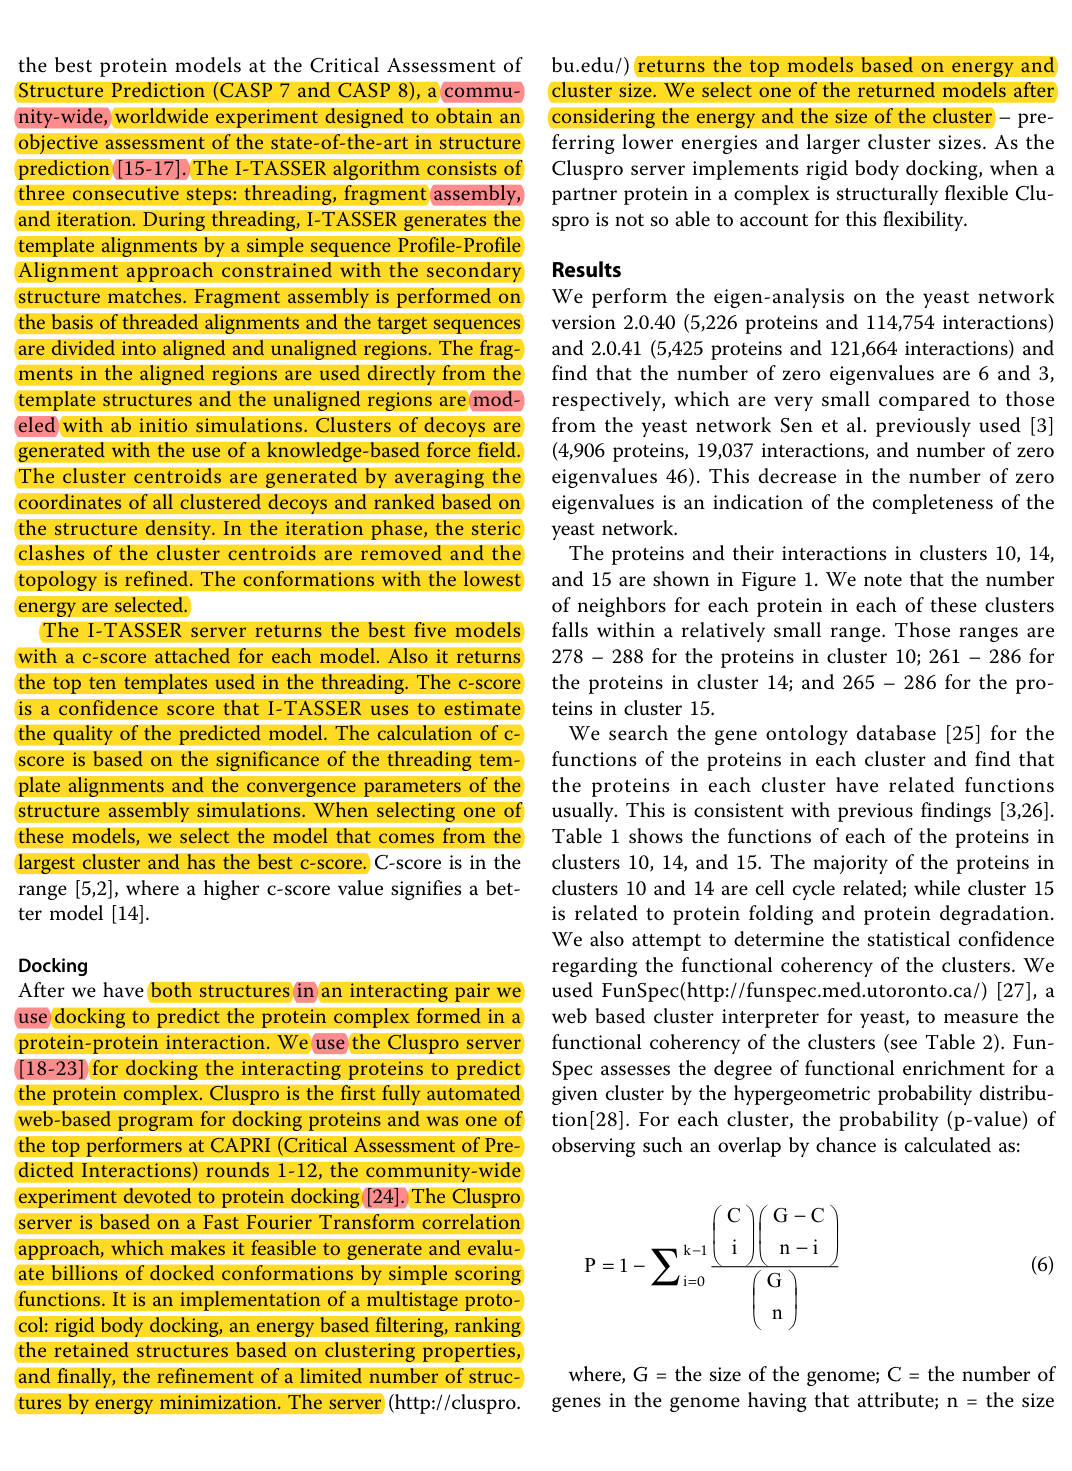 the best protein models at the Critical Assessment of
Structure Prediction (CASP 7 and CASP 8), a commu-
nity-wide, worldwide experiment designed to obtain an
objective assessment of the state-of-the-art in structure
prediction [15-17]. The I-TASSER algorithm consists of
three consecutive steps: threading, fragment assembly,
and iteration. During threading, I-TASSER generates the
template alignments by a simple sequence Profile-Profile
Alignment approach constrained with the secondary
structure matches. Fragment assembly is performed on
the basis of threaded alignments and the target sequences
are divided into aligned and unaligned regions. The frag-
ments in the aligned regions are used directly from the
template structures and the unaligned regions are mod-
eled with ab initio simulations. Clusters of decoys are
generated with the use of a knowledge-based force field.
The cluster centroids are generated by averaging the
coordinates of all clustered decoys and ranked based on
the structure density. In the iteration phase, the steric
clashes of the cluster centroids are removed and the
topology is refined. The conformations with the lowest
energy are selected.
The I-TASSER server returns the best five models
with a c-score attached for each model. Also it returns
the top ten templates used in the threading. The c-score
is a confidence score that I-TASSER uses to estimate
the quality of the predicted model. The calculation of c-
score is based on the significance of the threading tem-
plate alignments and the convergence parameters of the
structure assembly simulations. When selecting one of
these models, we select the model that comes from the
largest cluster and has the best c-score. C-score is in the
range [5,2], where a higher c-score value signifies a bet-
ter model [14].
Docking
After we have both structures in an interacting pair we
use docking to predict the protein complex formed in a
protein-protein interaction. We use the Cluspro server
[18-23] for docking the interacting proteins to predict
the protein complex. Cluspro is the first fully automated
web-based program for docking proteins and was one of
the top performers at CAPRI (Critical Assessment of Pre-
dicted Interactions) rounds 1-12, the community-wide
experiment devoted to protein docking [24]. The Cluspro
server is based on a Fast Fourier Transform correlation
approach, which makes it feasible to generate and evalu-
ate billions of docked conformations by simple scoring
functions. It is an implementation of a multistage proto-
col: rigid body docking, an energy based filtering, ranking
the retained structures based on clustering properties,
and finally, the refinement of a limited number of struc-
tures by energy minimization. The server (http://cluspro.
bu.edu/) returns the top models based on energy and
cluster size. We select one of the returned models after
considering the energy and the size of the cluster – pre-
ferring lower energies and larger cluster sizes. As the
Cluspro server implements rigid body docking, when a
partner protein in a complex is structurally flexible Clu-
spro is not so able to account for this flexibility.
Results
We perform the eigen-analysis on the yeast network
version 2.0.40 (5,226 proteins and 114,754 interactions)
and 2.0.41 (5,425 proteins and 121,664 interactions) and
find that the number of zero eigenvalues are 6 and 3,
respectively, which are very small compared to those
from the yeast network Sen et al. previously used [3]
(4,906 proteins, 19,037 interactions, and number of zero
eigenvalues 46). This decrease in the number of zero
eigenvalues is an indication of the completeness of the
yeast network.
The proteins and their interactions in clusters 10, 14,
and 15 are shown in Figure 1. We note that the number
of neighbors for each protein in each of these clusters
falls within a relatively small range. Those ranges are
278 – 288 for the proteins in cluster 10; 261 – 286 for
the proteins in cluster 14; and 265 – 286 for the pro-
teins in cluster 15.
We search the gene ontology database [25] for the
functions of the proteins in each cluster and find that
the proteins in each cluster have related functions
usually. This is consistent with previous findings [3,26].
Table 1 shows the functions of each of the proteins in
clusters 10, 14, and 15. The majority of the proteins in
clusters 10 and 14 are cell cycle related; while cluster 15
is related to protein folding and protein degradation.
We also attempt to determine the statistical confidence
regarding the functional coherency of the clusters. We
used FunSpec(http://funspec.med.utoronto.ca/) [27], a
web based cluster interpreter for yeast, to measure the
functional coherency of the clusters (see Table 2). Fun-
Spec assesses the degree of functional enrichment for a
given cluster by the hypergeometric probability distribu-
tion[28]. For each cluster, the probability (p-value) of
observing such an overlap by chance is calculated as:
( C ) ( G − C )
P = 1 − ∑ k−1 i=0 ( i ) ( n − i ) (6)
( G )
( n )
where, G = the size of the genome; C = the number of
genes in the genome having that attribute; n = the size